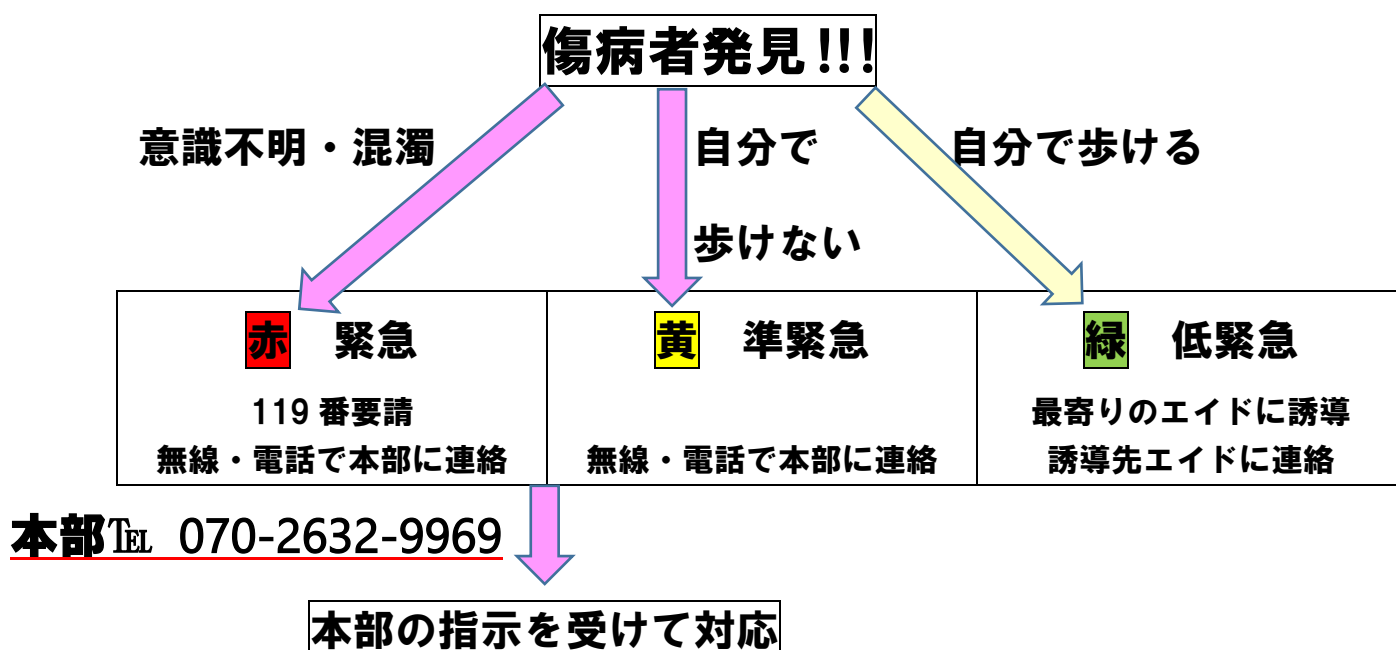 傷病者発見!!!
意識不明・混濁
自分で
歩けない
自分で歩ける
赤 緊急
119番要請
無線・電話で本部に連絡
黄 準緊急
無線・電話で本部に連絡
緑 低緊急
最寄りのエイドに誘導
誘導先エイドに連絡
本部℡ 070-2632-9969
本部の指示を受けて対応